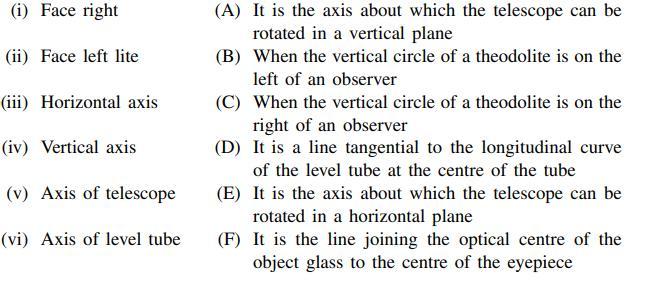 (i) Face right (A) It is the axis about which the telescope can be
rotated in a vertical plane
(ii) Face left lite (B) When the vertical circle of a theodolite is on the
left of an observer
(iii) Horizontal axis (C) When the vertical circle of a theodolite is on the
right of an observer
(iv) Vertical axis (D) It is a line tangential to the longitudinal curve
of the level tube at the centre of the tube
(v) Axis of telescope (E) It is the axis about which the telescope can be
rotated in a horizontal plane
(vi) Axis of level tube (F) It is the line joining the optical centre of the
object glass to the centre of the eyepiece